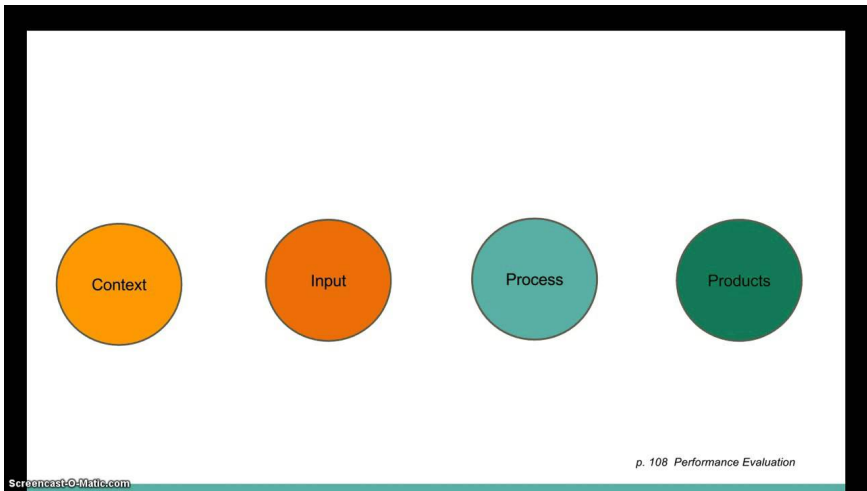 Context
Input
Process
Products
p. 108 Performance Evaluation
Screencast-O-Matic.com